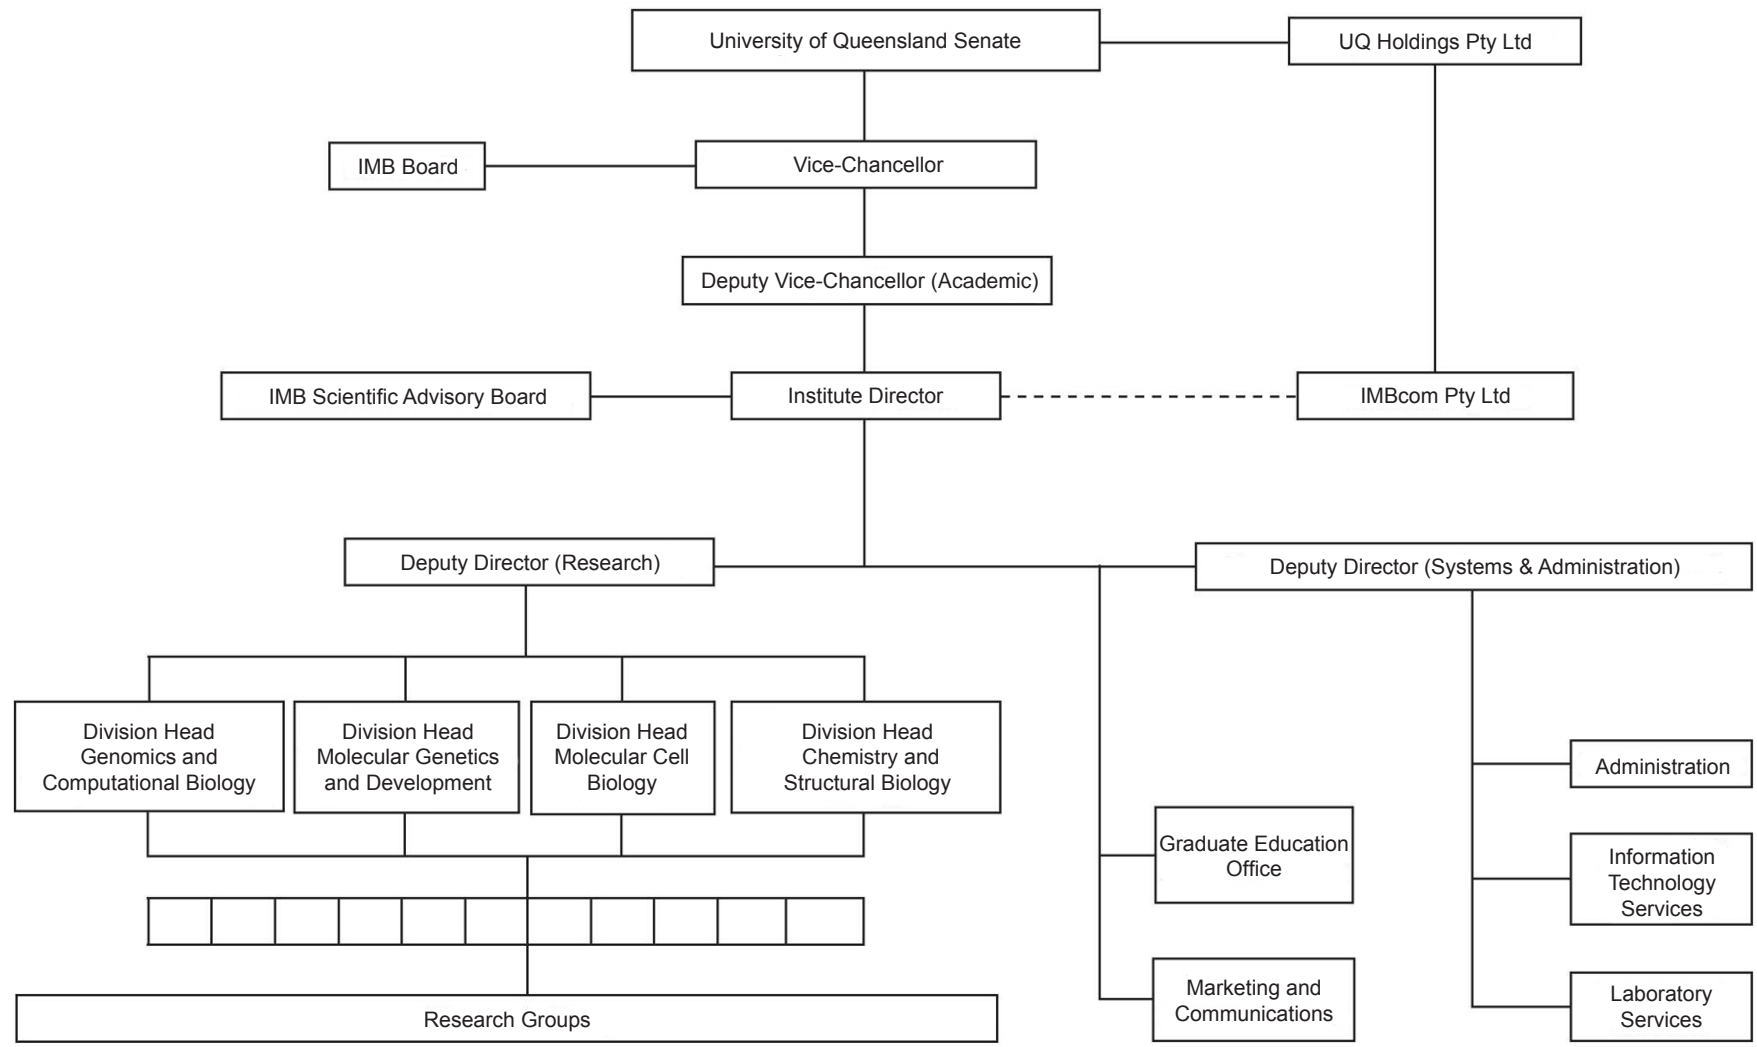 University of Queensland Senate
UQ Holdings Pty Ltd
IMB Board
Vice-Chancellor
Deputy Vice-Chancellor (Academic)
IMB Scientific Advisory Board
Institute Director
IMBcom Pty Ltd
Deputy Director (Research)
Deputy Director (Systems & Administration)
Division Head
Genomics and
Computational Biology
Division Head
Molecular Genetics
and Development
Division Head
Molecular Cell
Biology
Division Head
Chemistry and
Structural Biology
Administration
Graduate Education
Office
Information
Technology
Services
Marketing and
Communications
Laboratory
Services
Research Groups